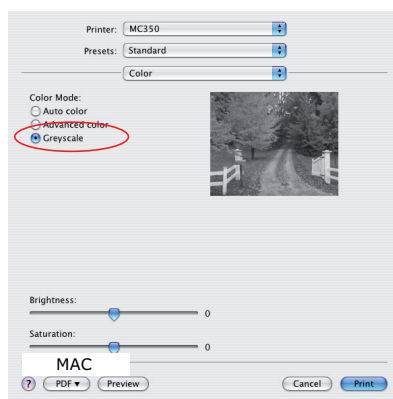 Printer: MC350
Presets: Standard
Color
Color Mode:
Auto color
Advanced color
Greyscale
Brightness:
0
Saturation:
0
MAC
? PDF▼ Preview Cancel Print